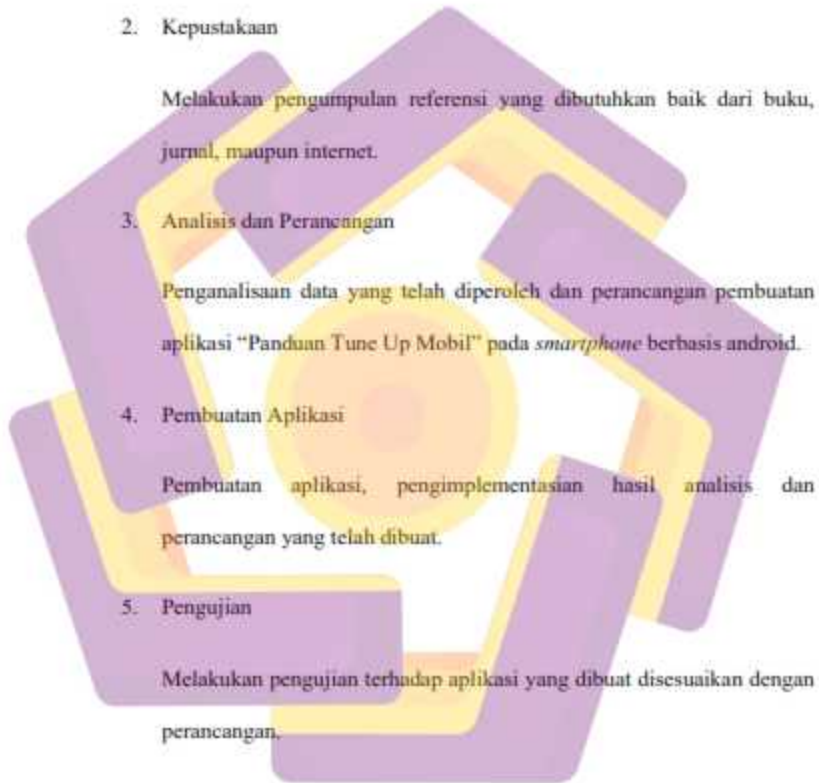 2. Kepustakaan
Melakukan pengumpulan referensi yang dibutuhkan baik dari buku,
jurnal, maupun internet.
3. Analisis dan Perancangan
Penganalisaan data yang telah diperoleh dan perancangan pembuatan
aplikasi “Panduan Tune Up Mobil” pada smartphone berbasis android.
4. Pembuatan Aplikasi
Pembuatan aplikasi, pengimplementasian hasil analisis dan
perancangan yang telah dibuat.
5. Pengujian
Melakukan pengujian terhadap aplikasi yang dibuat disesuaikan dengan
perancangan.